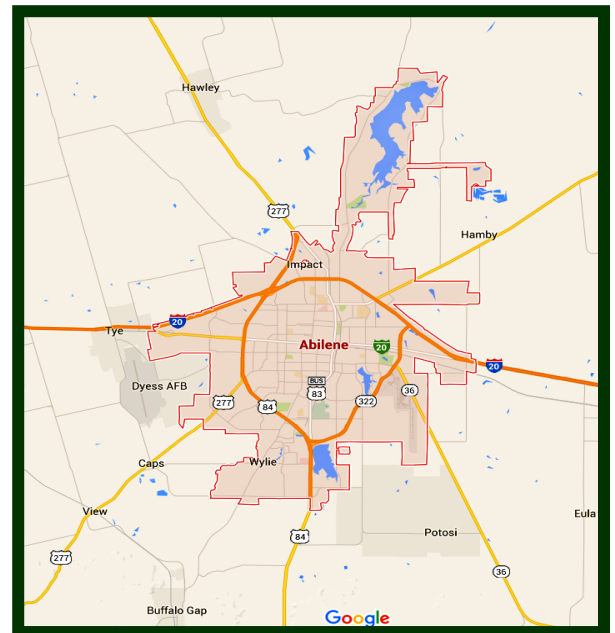 Hawley
277
Hamby
Impact
20
Tye
Abilene
20
20
Dyess AFB
BUS
83
36
277
84
322
Caps
Wylie
View
Eula
Potosi
84
277
36
Buffalo Gap
Google